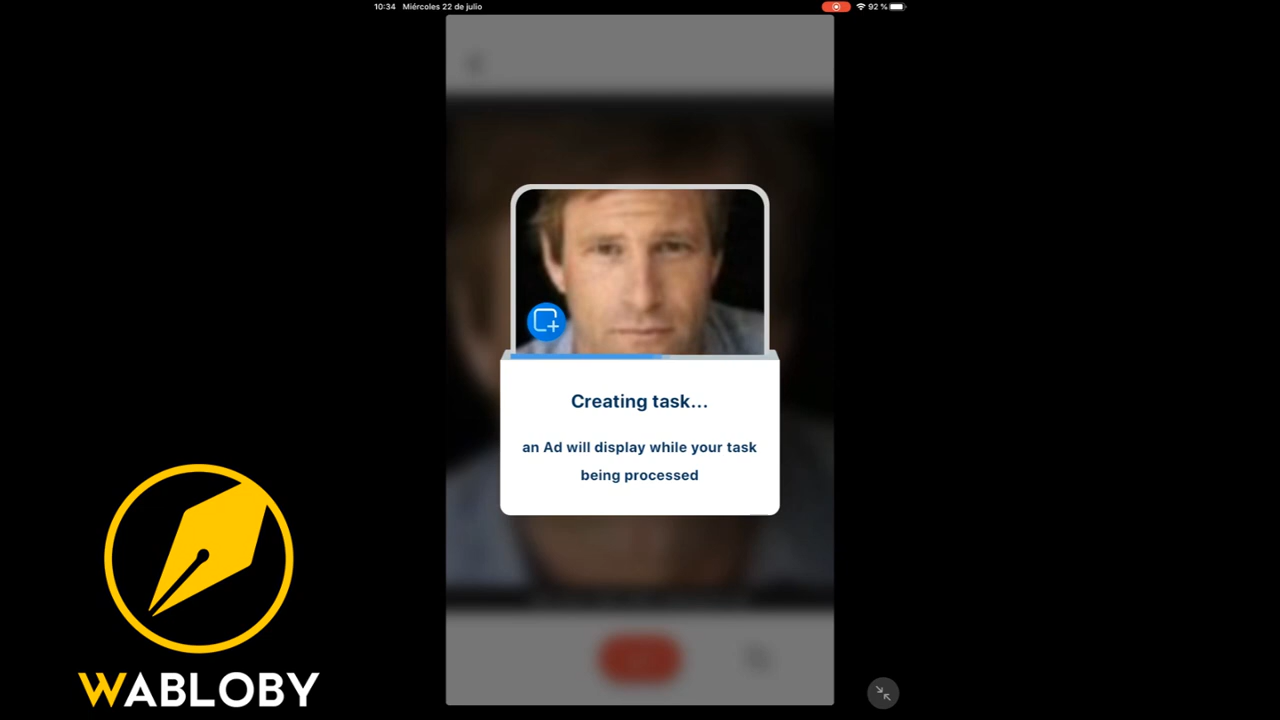 10:34 Miércoles 22 de julio
92 %
Creating task...
an Ad will display while your task
being processed
WABLOBY